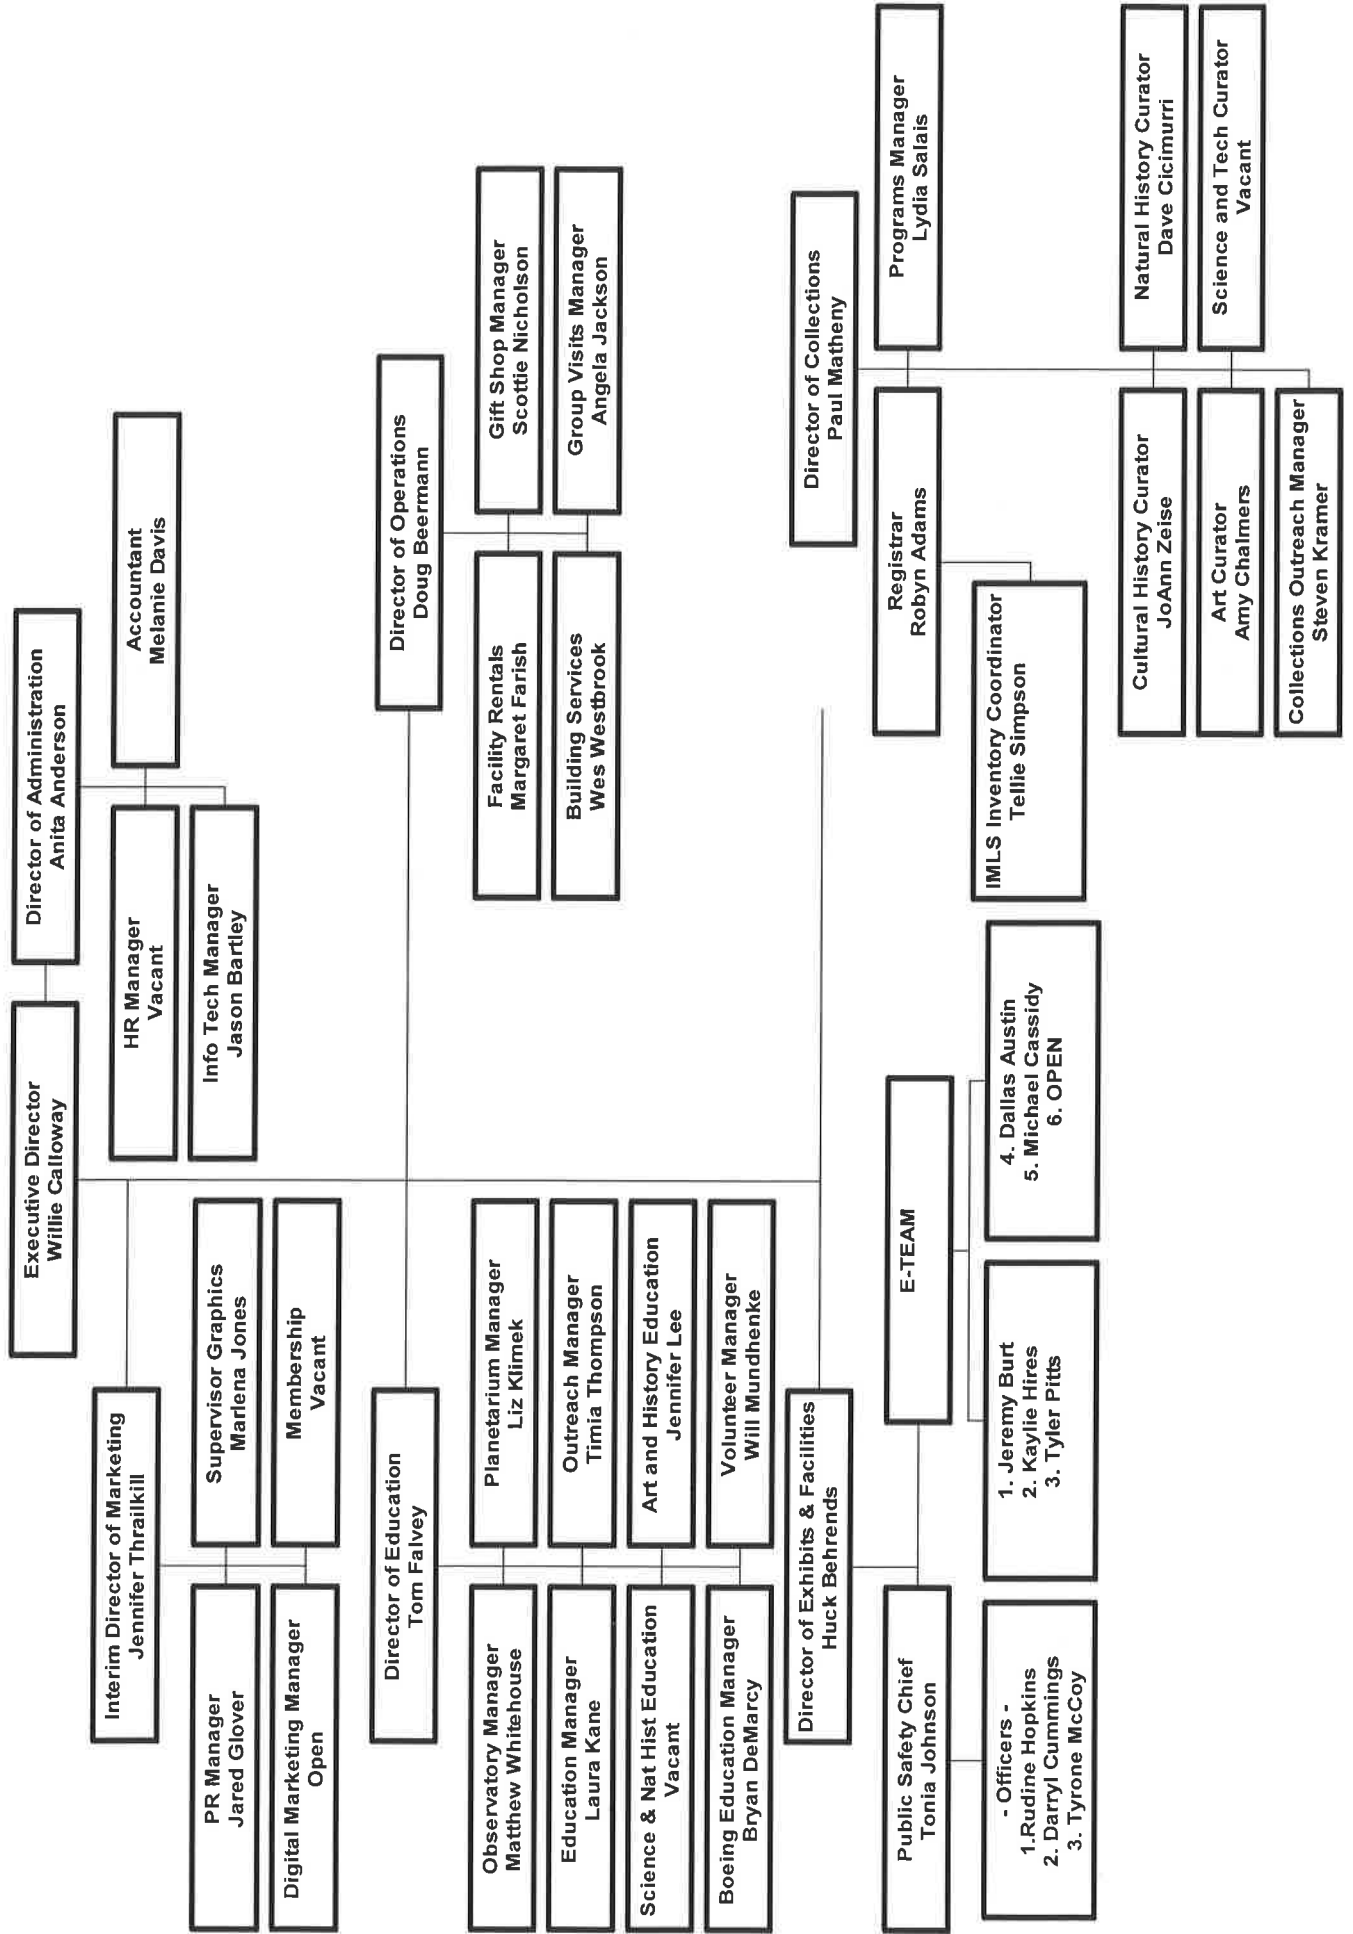 Executive Director
Willie Calloway
Director of Administration
Anita Anderson
HR Manager
Vacant
Accountant
Melanie Davis
Info Tech Manager
Jason Bartley
Interim Director of Marketing
Jennifer Thrailkill
PR Manager
Jared Glover
Supervisor Graphics
Marlena Jones
Digital Marketing Manager
Open
Membership
Vacant
Director of Education
Tom Falvey
Observatory Manager
Matthew Whitehouse
Planetarium Manager
Liz Klimek
Education Manager
Laura Kane
Outreach Manager
Timia Thompson
Science & Nat Hist Education
Vacant
Art and History Education
Jennifer Lee
Boeing Education Manager
Bryan DeMarcy
Volunteer Manager
Will Mundhenke
Director of Operations
Doug Beermann
Facility Rentals
Margaret Farish
Gift Shop Manager
Scottie Nicholson
Building Services
Wes Westbrook
Group Visits Manager
Angela Jackson
Director of Exhibits & Facilities
Huck Behrends
Public Safety Chief
Tonia Johnson
- Officers -
1.Rudine Hopkins
2. Darryl Cummings
3. Tyrone McCoy
E-TEAM
1. Jeremy Burt
2. Kaylie Hires
3. Tyler Pitts
4. Dallas Austin
5. Michael Cassidy
6. OPEN
Director of Collections
Paul Matheny
Registrar
Robyn Adams
Programs Manager
Lydia Salais
IMLS Inventory Coordinator
Tellie Simpson
Cultural History Curator
JoAnn Zeise
Natural History Curator
Dave Cicimurri
Art Curator
Amy Chalmers
Science and Tech Curator
Vacant
Collections Outreach Manager
Steven Kramer